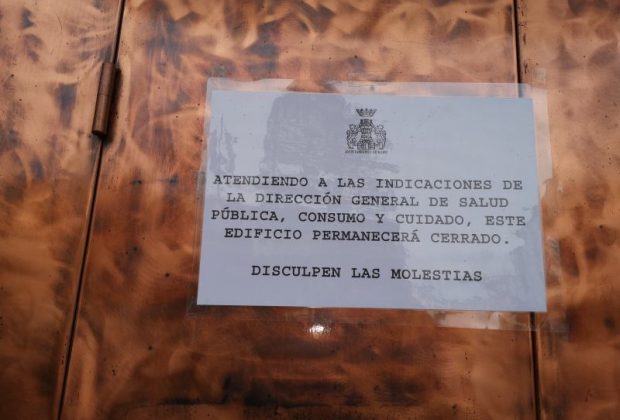 ATENDIENDO A LAS INDICACIONES DE
LA DIRECCIÓN GENERAL DE SALUD
PÚBLICA, CONSUMO Y CUIDADO, ESTE
EDIFICIO PERMANECERÁ CERRADO.
DISCULPEN LAS MOLESTIAS